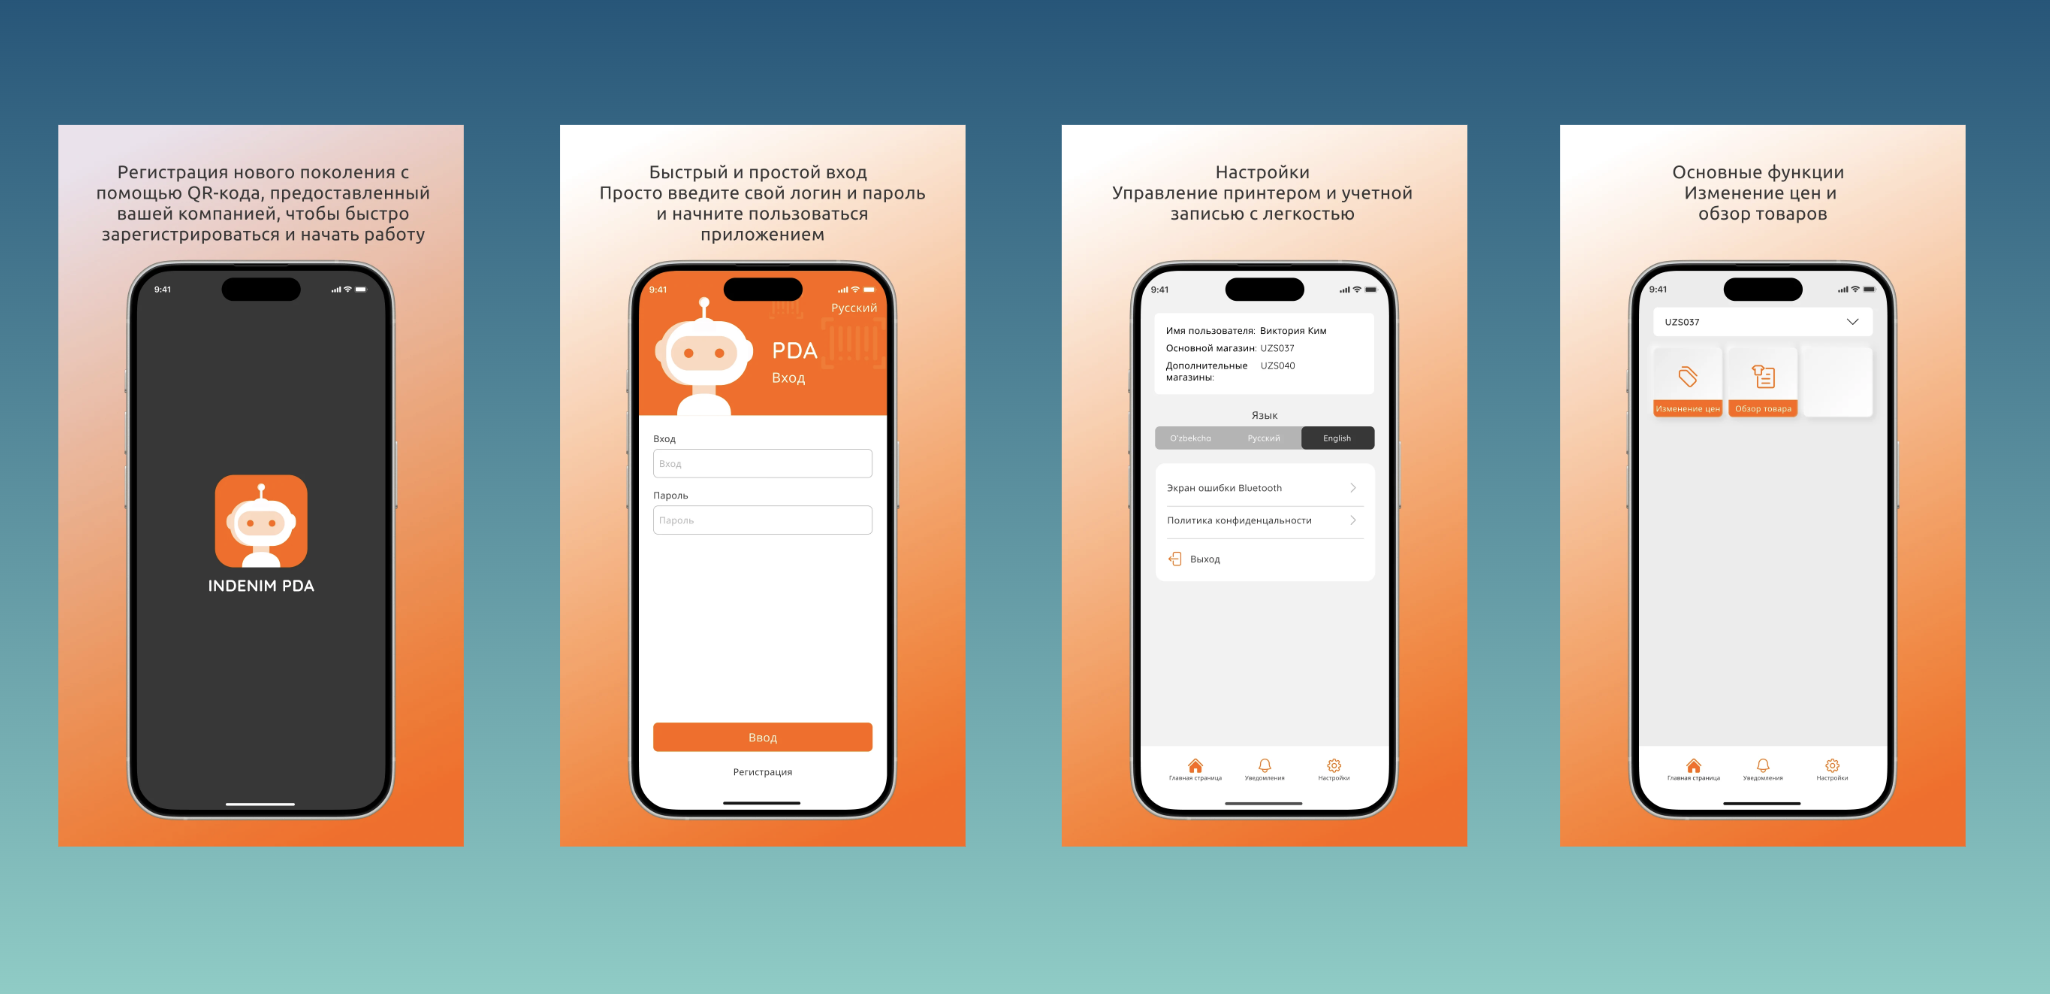 Регистрация нового поколения с
помощью QR-кода, предоставленный
вашей компанией, чтобы быстро
зарегистрироваться и начать работу
9:41
INDENIM PDA
Быстрый и простой вход
Просто введите свой логин и пароль
и начните пользоваться
приложением
9:41
Русский
PDA
Вход
Вход
Вход
Пароль
Пароль
Ввод
Регистрация
Настройки
Управление принтером и учетной
записью с легкостью
9:41
Имя пользователя: Виктория Ким
Основной магазин: UZS037
Дополнительные UZS040
магазины:
Язык
O'zbekcho Русский English
Экран ошибки Bluetooth
Политика конфиденцальности
Выход
Главная страница Уведомления Настройки
Основные функции
Изменение цен и
обзор товаров
9:41
UZS037
Изменение цен Обзор товара
Главная страница Уведомления Настройки